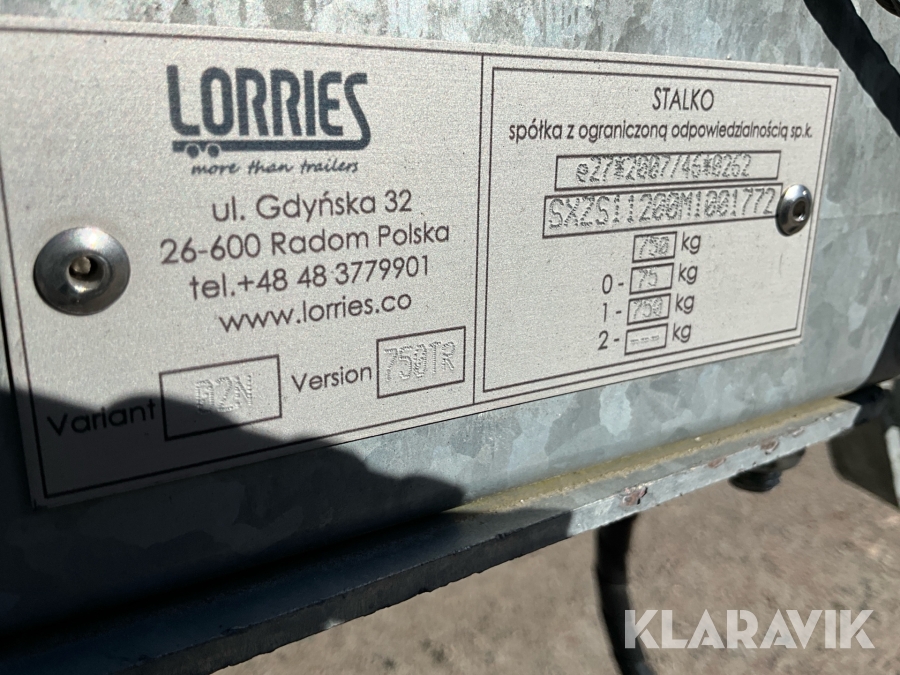 LORRIES
more than trailers
ul. Gdyńska 32
26-600 Radom Polska
tel.+48 48 3779901
www.lorries.co
Variant 02N Version 750TR
STALKO
spółka z ograniczoną odpowiedzialnością sp.k.
e27*2007/46*0262
SXZS11200M1001772
750 kg
0- 75 kg
1- 750 kg
2- --- kg
KLARAVIK